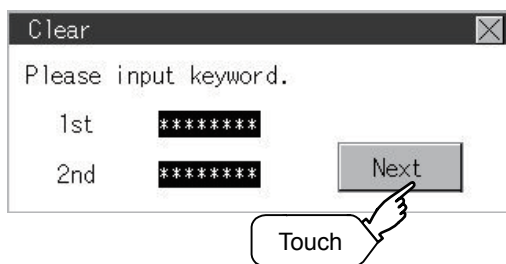 Clear
Please input keyword.
1st ********
2nd ********
Next
Touch